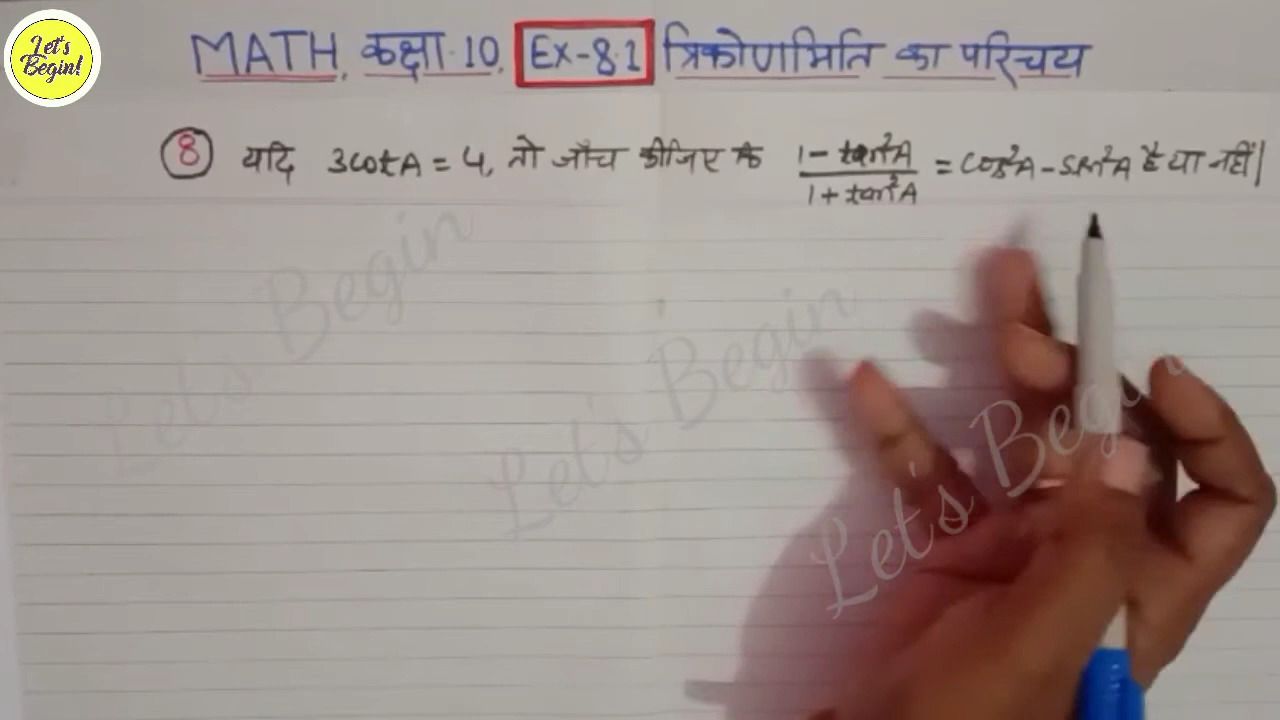 Let's Begin!
MATH, कक्षा-10, Ex-8.1 त्रिकोणमिति का परिचय
8 यदि 3cotA = 4, तो जाँच कीजिए कि (1 - tan²A)/(1 + tan²A) = cos²A - sin²A है या नहीं|
Let's Begin
Let's Begin
Let's Begin